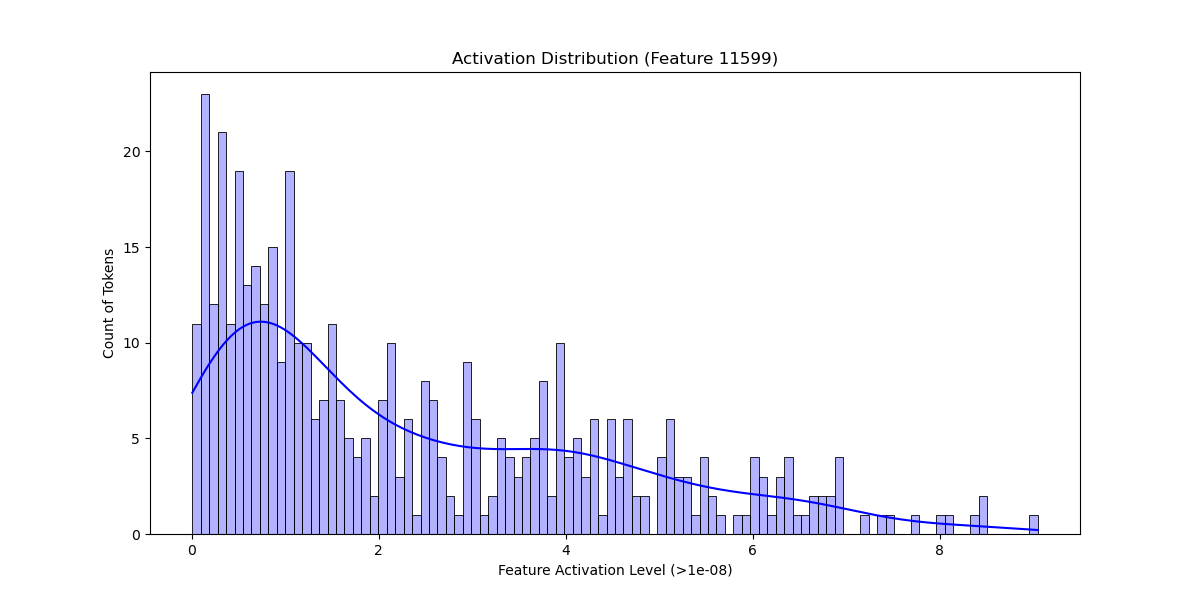 Activation Distribution (Feature 11599)
Count of Tokens
20
15
10
5
0
0 2 4 6 8
Feature Activation Level (>1e-08)